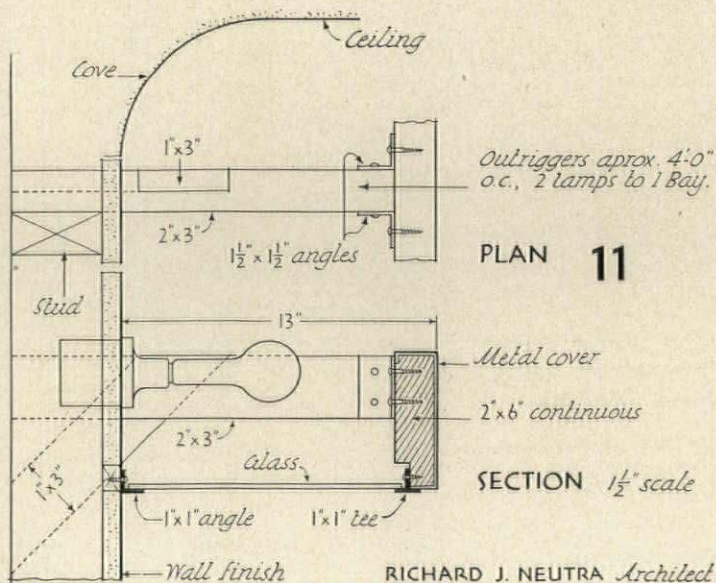 Ceiling
Cove
1"x3"
Outriggers aprox. 4'-0"
o.c., 2 lamps to 1 Bay.
2"x3"
1½" x 1½" angles
PLAN 11
Stud
13"
Metal cover
2"x6" continuous
2"x3"
1"x3"
Glass
SECTION 1½" scale
1"x1" angle
1"x1" tee
Wall finish
RICHARD J. NEUTRA Architect